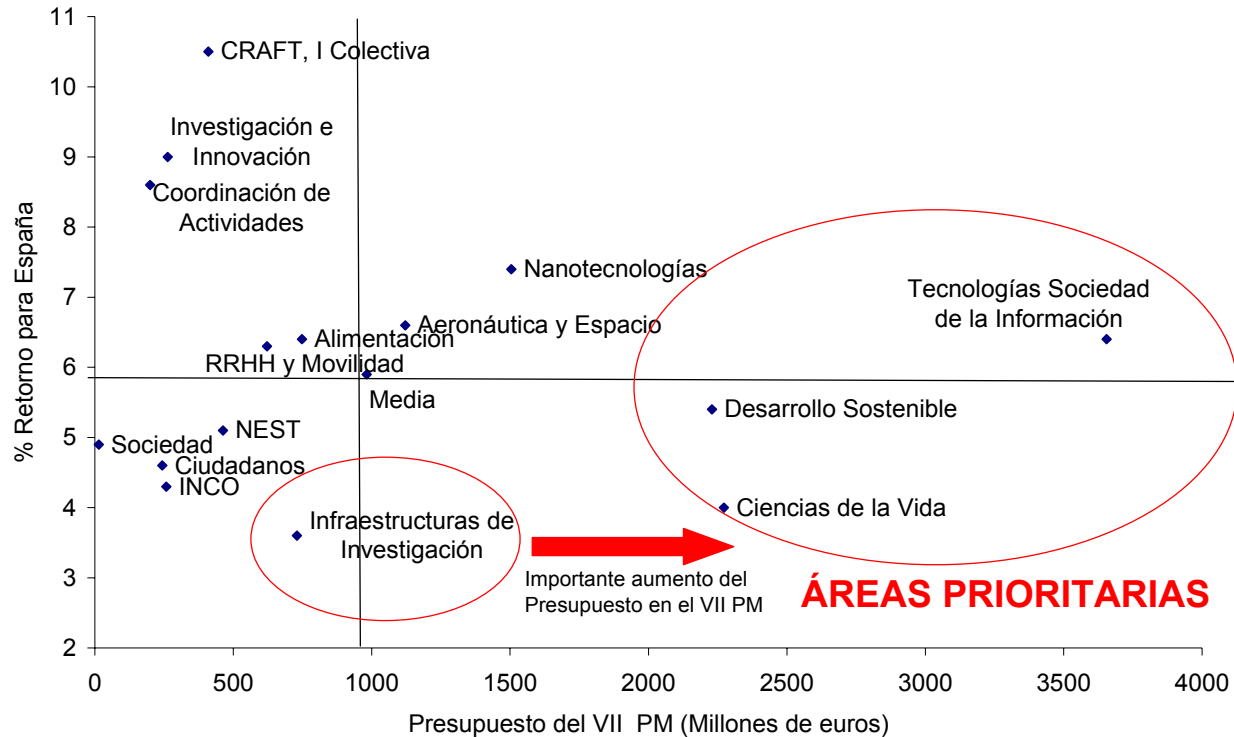 11
10
9
8
7
6
5
4
3
2
% Retorno para España
CRAFT, I Colectiva
Investigación e
Innovación
Coordinación de
Actividades
Nanotecnologías
Tecnologías Sociedad
de la Información
Aeronáutica y Espacio
Alimentación
RRHH y Movilidad
Media
Desarrollo Sostenible
NEST
Sociedad
Ciudadanos
INCO
Ciencias de la Vida
Infraestructuras de
Investigación
Importante aumento del
Presupuesto en el VII PM
ÁREAS PRIORITARIAS
0 500 1000 1500 2000 2500 3000 3500 4000
Presupuesto del VII PM (Millones de euros)